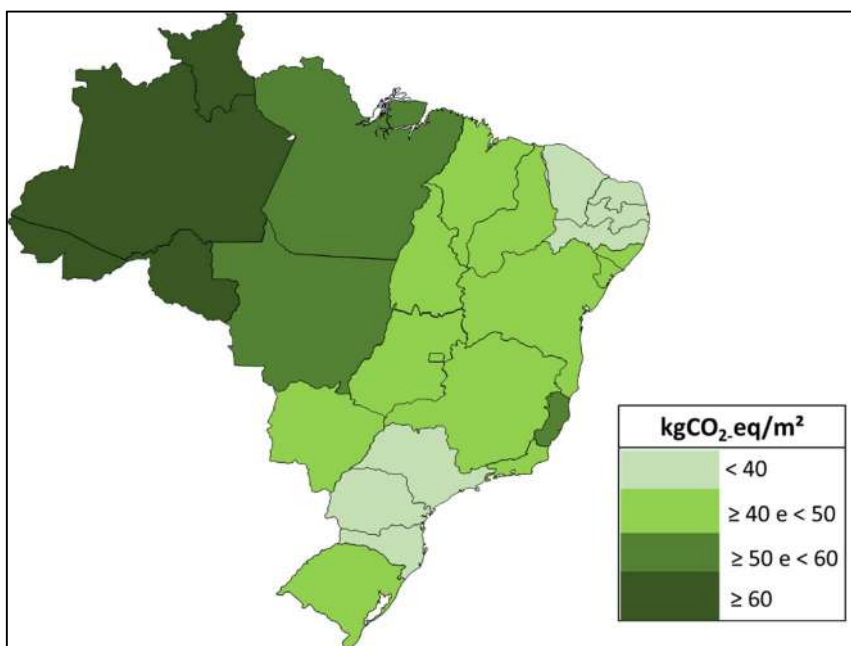 kgCO₂-eq/m²
< 40
≥ 40 e < 50
≥ 50 e < 60
≥ 60